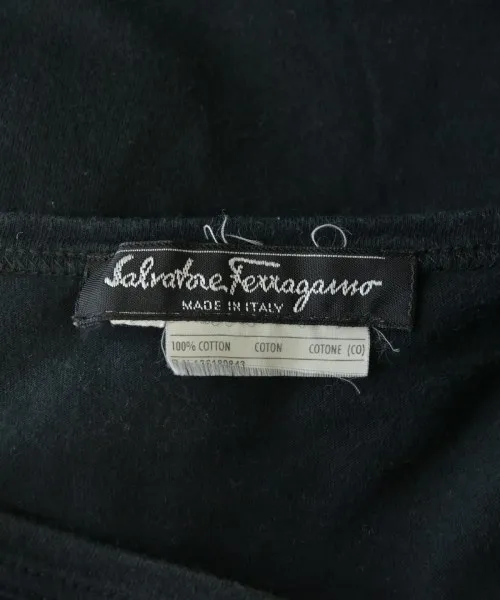 Salvatore Ferragamo
MADE IN ITALY
100% COTTON COTON COTONE (CO)